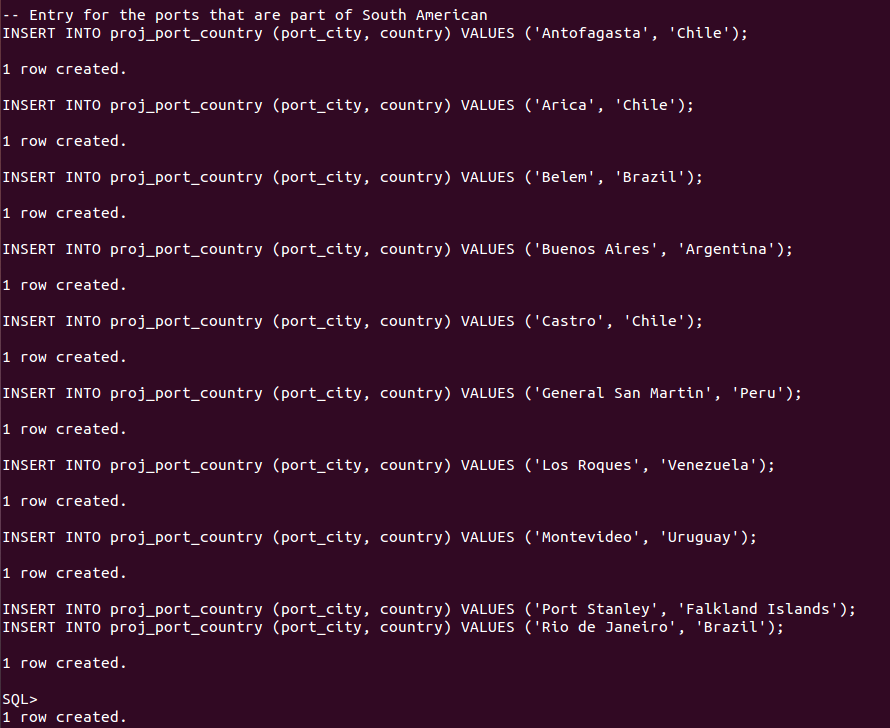 -- Entry for the ports that are part of South American
INSERT INTO proj_port_country (port_city, country) VALUES ('Antofagasta', 'Chile');
1 row created.
INSERT INTO proj_port_country (port_city, country) VALUES ('Arica', 'Chile');
1 row created.
INSERT INTO proj_port_country (port_city, country) VALUES ('Belem', 'Brazil');
1 row created.
INSERT INTO proj_port_country (port_city, country) VALUES ('Buenos Aires', 'Argentina');
1 row created.
INSERT INTO proj_port_country (port_city, country) VALUES ('Castro', 'Chile');
1 row created.
INSERT INTO proj_port_country (port_city, country) VALUES ('General San Martin', 'Peru');
1 row created.
INSERT INTO proj_port_country (port_city, country) VALUES ('Los Roques', 'Venezuela');
1 row created.
INSERT INTO proj_port_country (port_city, country) VALUES ('Montevideo', 'Uruguay');
1 row created.
INSERT INTO proj_port_country (port_city, country) VALUES ('Port Stanley', 'Falkland Islands');
INSERT INTO proj_port_country (port_city, country) VALUES ('Rio de Janeiro', 'Brazil');
1 row created.
SQL>
1 row created.